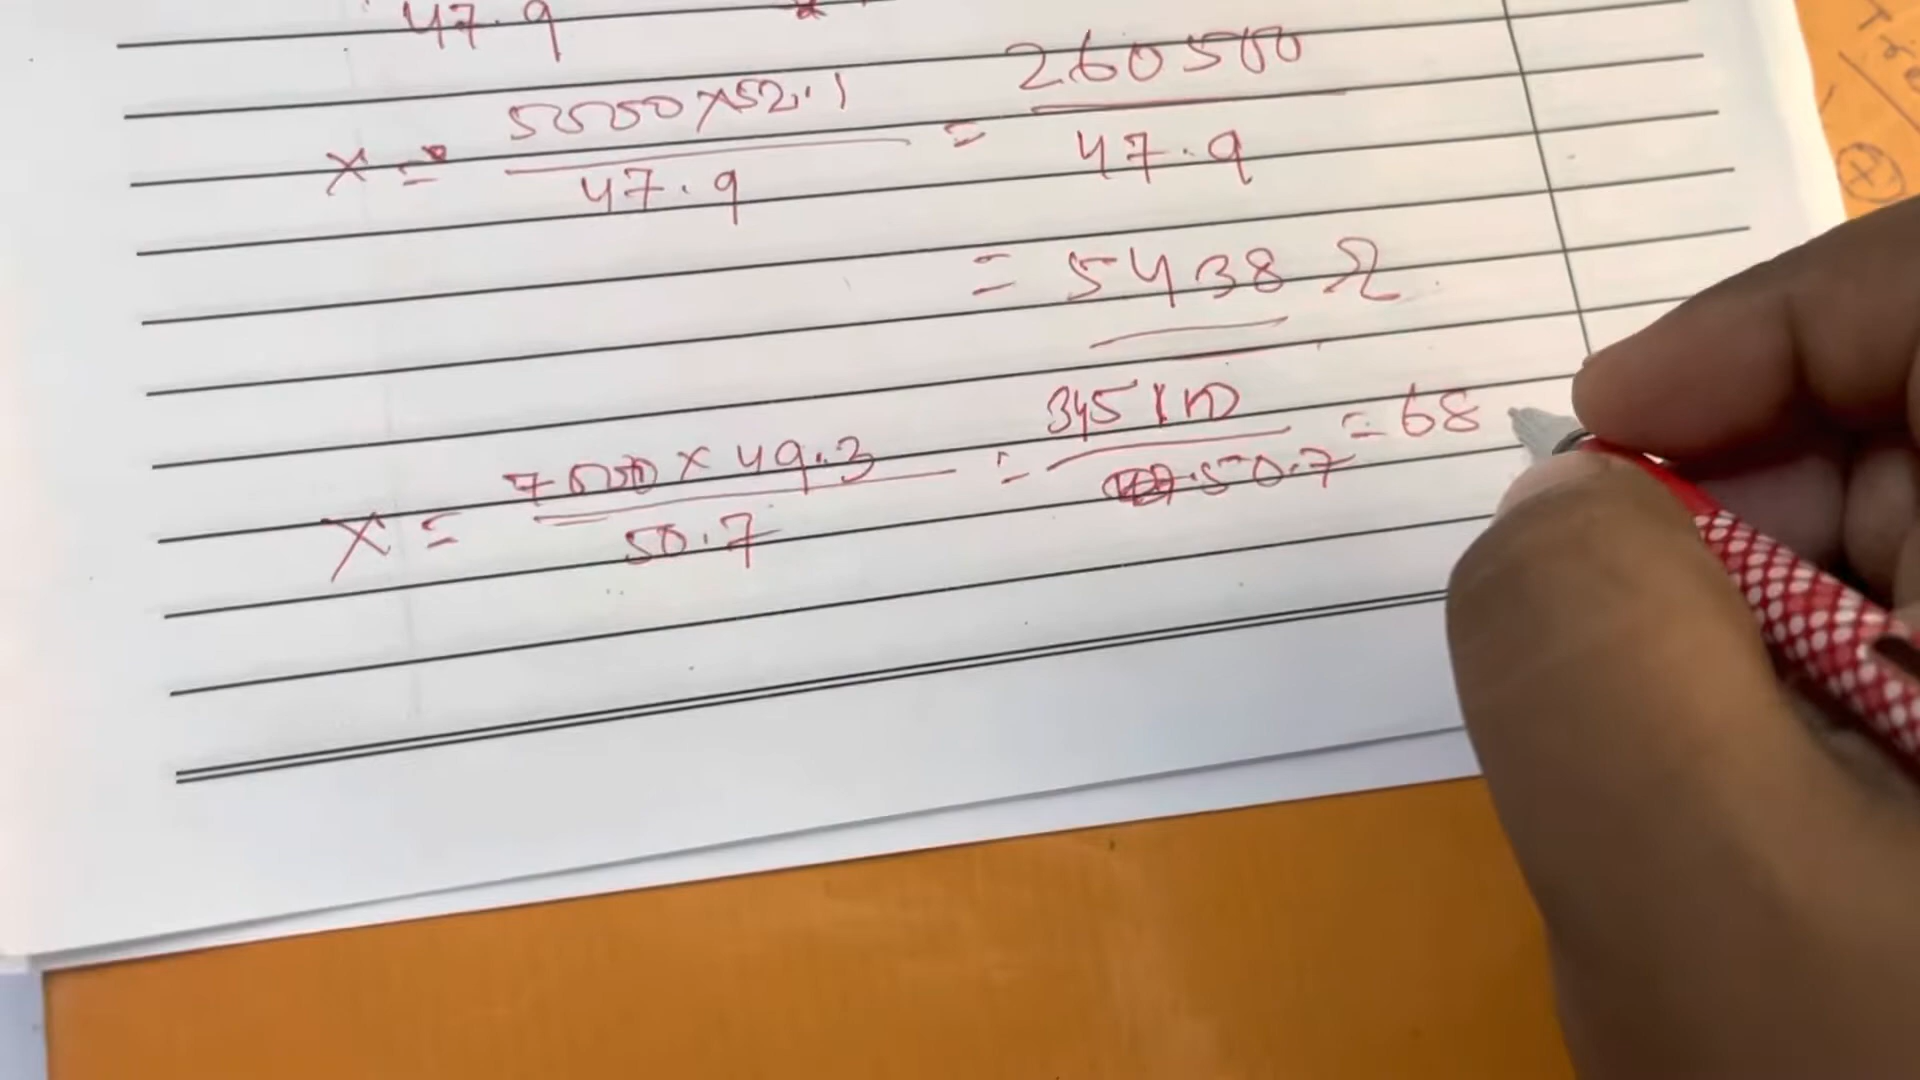 47.9
x = 5000 x 52.1 / 47.9 = 260500 / 47.9
= 5438 Ω
x = 7000 x 49.3 / 50.7 = 345100 / 50.7 = 68